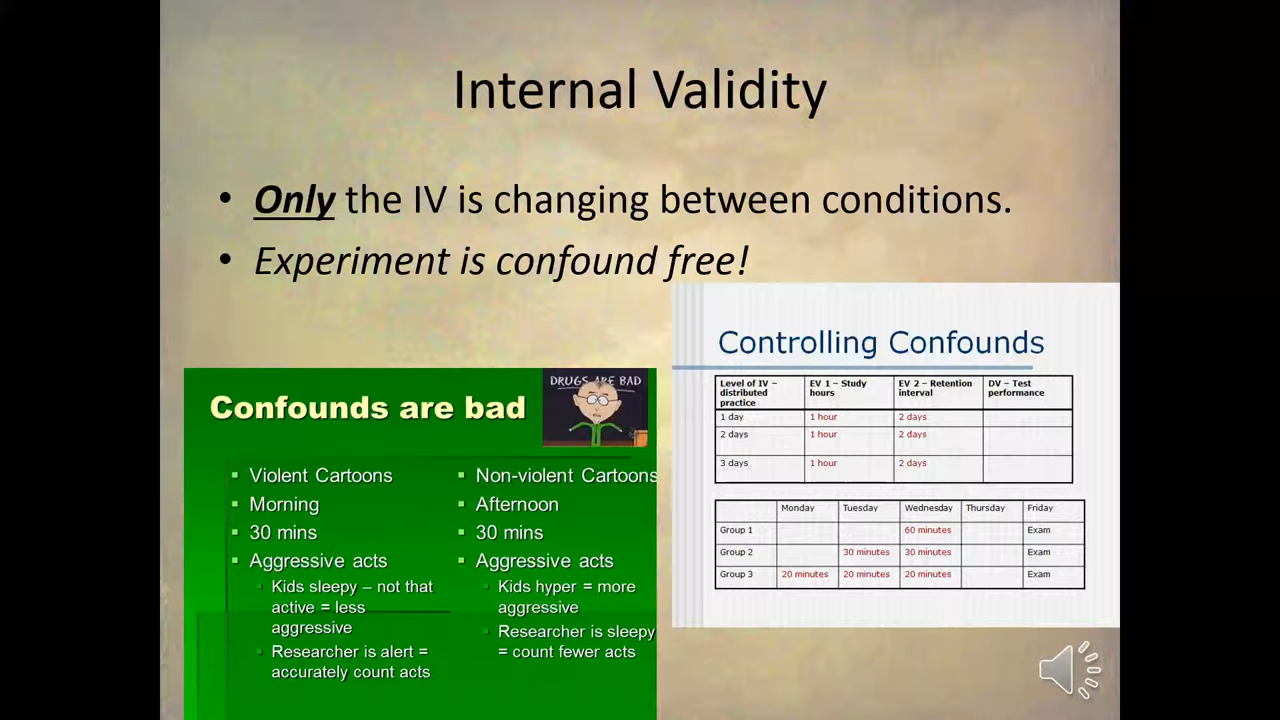 Internal Validity
• Only the IV is changing between conditions.
• Experiment is confound free!
Confounds are bad
DRUGS ARE BAD
▪ Violent Cartoons
▪ Morning
▪ 30 mins
▪ Aggressive acts
▪ Kids sleepy – not that
active = less
aggressive
▪ Researcher is alert =
accurately count acts
▪ Non-violent Cartoons
▪ Afternoon
▪ 30 mins
▪ Aggressive acts
▪ Kids hyper = more
aggressive
▪ Researcher is sleepy
= count fewer acts
Controlling Confounds
Level of IV – distributed practice EV 1 – Study hours EV 2 – Retention interval DV – Test performance
1 day 1 hour 2 days
2 days 1 hour 2 days
3 days 1 hour 2 days
Monday Tuesday Wednesday Thursday Friday
Group 1 60 minutes Exam
Group 2 30 minutes 30 minutes Exam
Group 3 20 minutes 20 minutes 20 minutes Exam